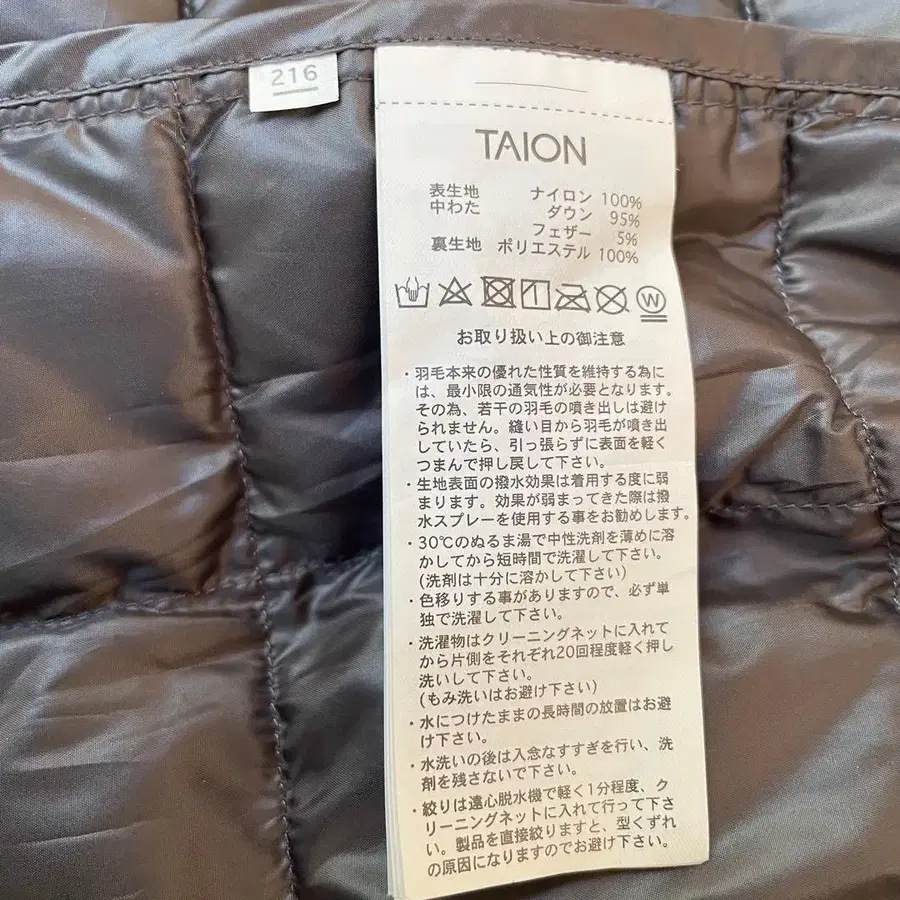 216
TAION
表生地 ナイロン 100%
中わた ダウン 95%
フェザー 5%
裏生地 ポリエステル 100%
W
お取り扱い上の御注意
・羽毛本来の優れた性質を維持する為に
は、最小限の通気性が必要となります。
その為、若干の羽毛の噴き出しは避け
られません。縫い目から羽毛が噴き出
していたら、引っ張らずに表面を軽く
つまんで押し戻して下さい。
・生地表面の撥水効果は着用する度に弱
まります。効果が弱まってきた際は撥
水スプレーを使用する事をお勧めします。
・30℃のぬるま湯で中性洗剤を薄めに溶
かしてから短時間で洗濯して下さい。
(洗剤は十分に溶かして下さい)
・色移りする事がありますので、必ず単
独で洗濯して下さい。
・洗濯物はクリーニングネットに入れて
から片側をそれぞれ20回程度軽く押し
洗いして下さい。
(もみ洗いはお避け下さい)
・水につけたままの長時間の放置はお避
け下さい。
・水洗いの後は入念なすすぎを行い、洗
剤を残さないで下さい。
・絞りは遠心脱水機で軽く1分程度、ク
リーニングネットに入れて行って下さ
い。製品を直接絞りますと、型くずれ
の原因になりますのでお避け下さい。